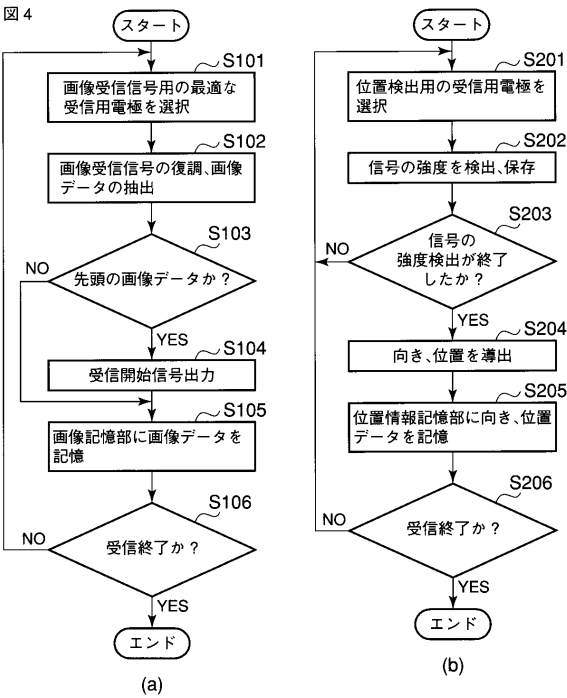 図4
スタート
S101
画像受信信号用の最適な
受信用電極を選択
S102
画像受信信号の復調、画像
データの抽出
S103
先頭の画像データか?
NO
YES
S104
受信開始信号出力
S105
画像記憶部に画像データを
記憶
S106
受信終了か?
NO
YES
エンド
(a)
スタート
S201
位置検出用の受信用電極を
選択
S202
信号の強度を検出、保存
S203
信号の
強度検出が終了
したか?
NO
YES
S204
向き、位置を導出
S205
位置情報記憶部に向き、位置
データを記憶
S206
受信終了か?
NO
YES
エンド
(b)